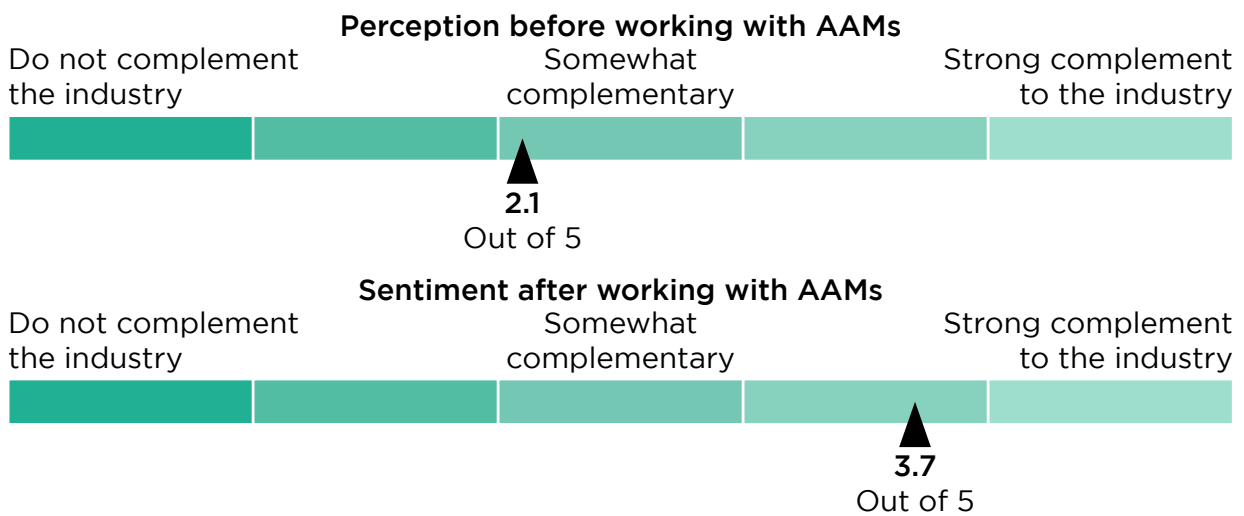 Perception before working with AAMs
Do not complement
the industry
Somewhat
complementary
Strong complement
to the industry
2.1
Out of 5
Sentiment after working with AAMs
Do not complement
the industry
Somewhat
complementary
Strong complement
to the industry
3.7
Out of 5